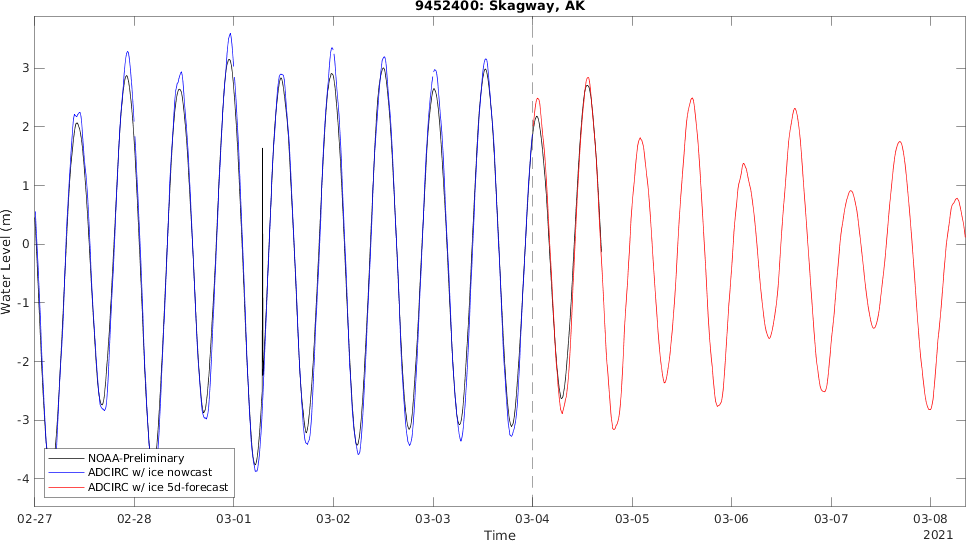 9452400: Skagway, AK
Water Level (m)
3
2
1
0
-1
-2
-3
-4
NOAA-Preliminary
ADCIRC w/ ice nowcast
ADCIRC w/ ice 5d-forecast
02-27 02-28 03-01 03-02 03-03 03-04 03-05 03-06 03-07 03-08
Time
2021